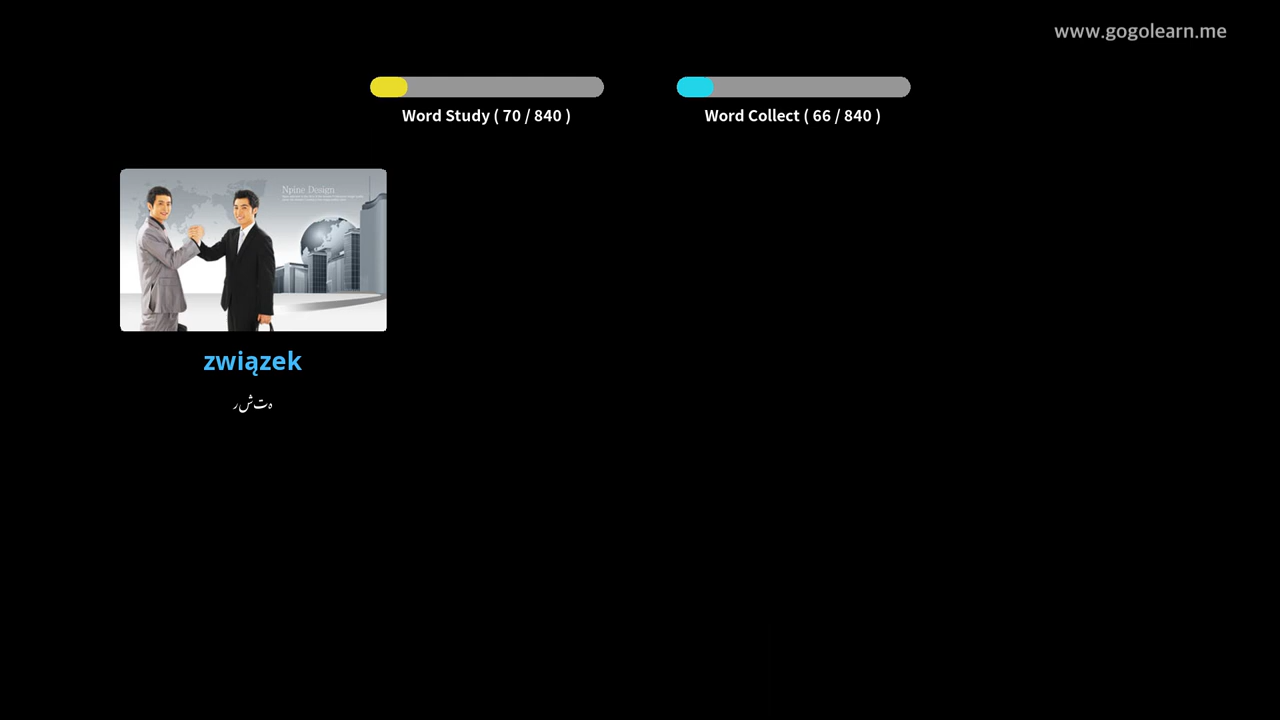 www.gogolearn.me
Word Study ( 70 / 840 )
Word Collect ( 66 / 840 )
Npine Design
związek
رشتہ